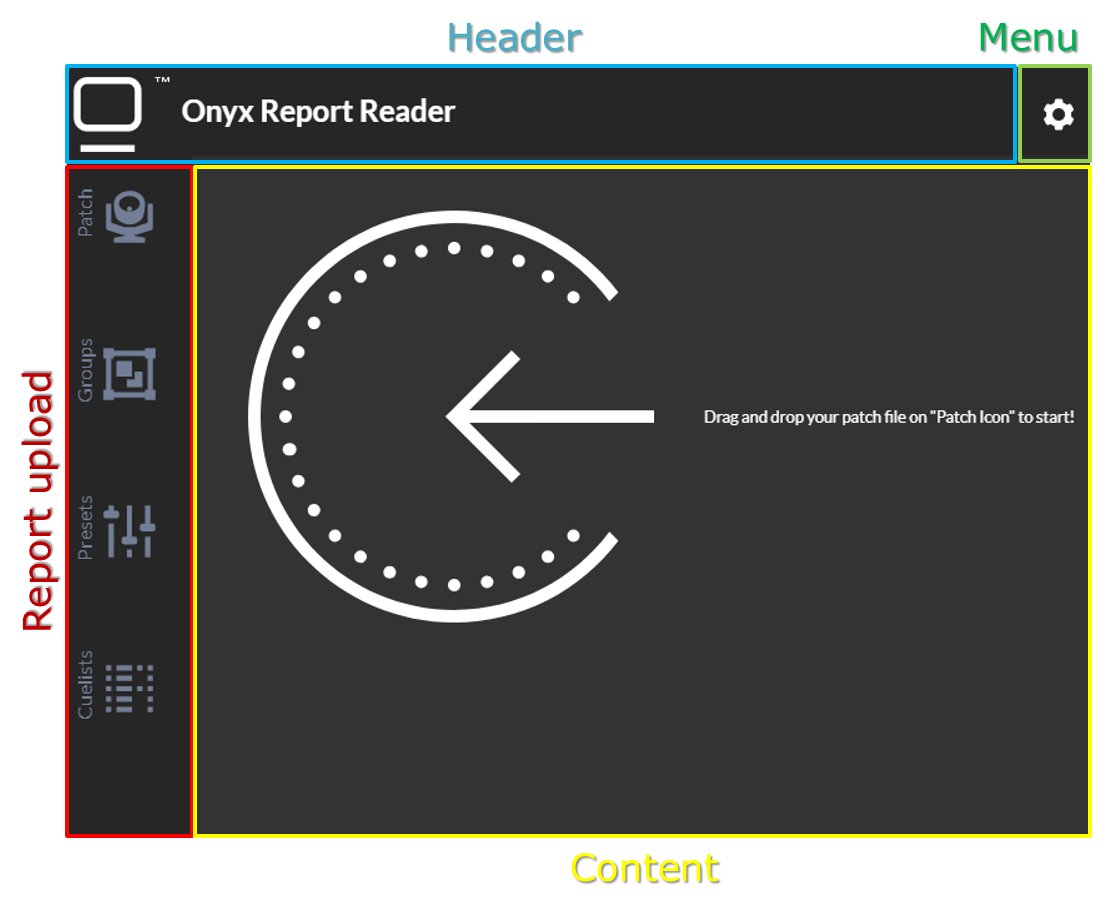 Header
Menu
™
Onyx Report Reader
Patch
Groups
Presets
Cuelists
Report upload
Drag and drop your patch file on "Patch Icon" to start!
Content